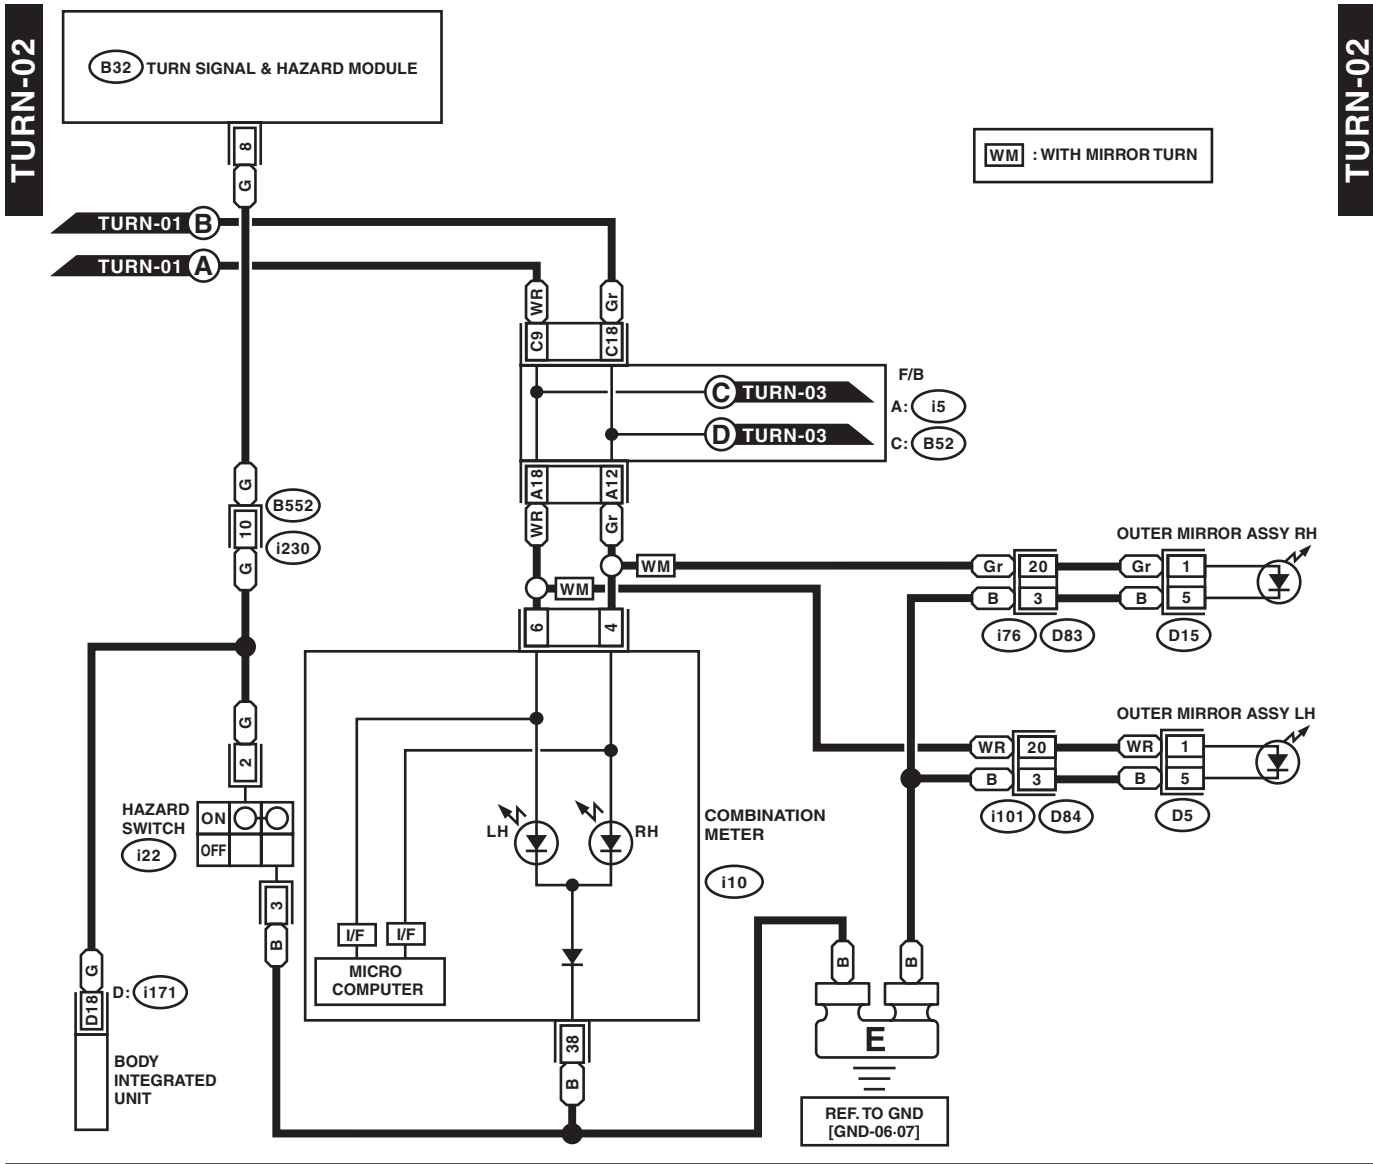 TURN-02
TURN-02
B32 TURN SIGNAL & HAZARD MODULE
8
G
WM : WITH MIRROR TURN
TURN-01 B
TURN-01 A
WR Gr
C9 C18
C TURN-03
D TURN-03
F/B
A: i5
C: B52
A18 A12
WR Gr
G
B552
10
i230
G
WM
WM
6 4
OUTER MIRROR ASSY RH
Gr 20 Gr 1
B 3 B 5
i76 D83 D15
OUTER MIRROR ASSY LH
WR 20 WR 1
B 3 B 5
i101 D84 D5
G
2
HAZARD
SWITCH
i22
ON
OFF
3
B
LH RH
COMBINATION
METER
i10
I/F I/F
MICRO
COMPUTER
38
B
G
D18
D: i171
BODY
INTEGRATED
UNIT
B B
E
REF. TO GND
[GND-06-07]